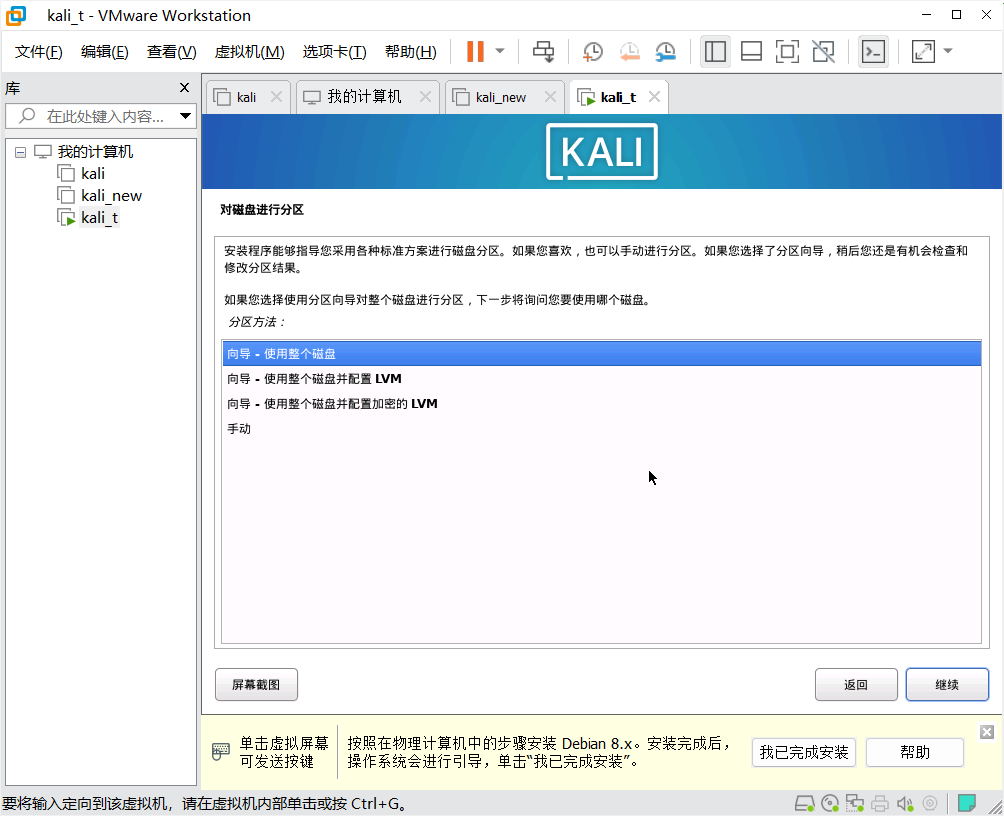 kali_t - VMware Workstation
文件(F) 编辑(E) 查看(V) 虚拟机(M) 选项卡(T) 帮助(H)
库
在此处键入内容...
我的计算机
kali
kali_new
kali_t
kali 我的计算机 kali_new kali_t
KALI
对磁盘进行分区
安装程序能够指导您采用各种标准方案进行磁盘分区。如果您喜欢，也可以手动进行分区。如果您选择了分区向导，稍后您还是有机会检查和
修改分区结果。
如果您选择使用分区向导对整个磁盘进行分区，下一步将询问您要使用哪个磁盘。
分区方法：
向导 - 使用整个磁盘
向导 - 使用整个磁盘并配置 LVM
向导 - 使用整个磁盘并配置加密的 LVM
手动
屏幕截图 返回 继续
单击虚拟屏幕
可发送按键
按照在物理计算机中的步骤安装 Debian 8.x。安装完成后，
操作系统会进行引导，单击“我已完成安装”。
我已完成安装 帮助
要将输入定向到该虚拟机，请在虚拟机内部单击或按 Ctrl+G。